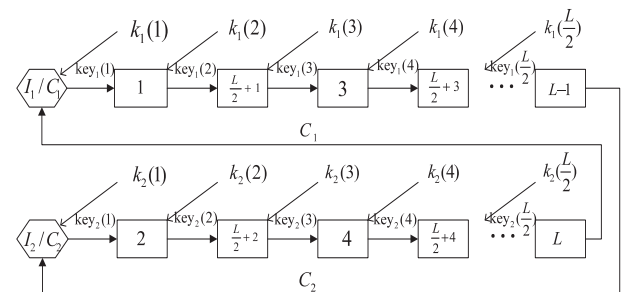 k₁(1) k₁(2) k₁(3) k₁(4) k₁(L/2)
key₁(1) key₁(2) key₁(3) key₁(4) key₁(L/2)
I₁/C₁ 1 L/2+1 3 L/2+3 ··· L-1
C₁
k₂(1) k₂(2) k₂(3) k₂(4) k₂(L/2)
key₂(1) key₂(2) key₂(3) key₂(4) key₂(L/2)
I₂/C₂ 2 L/2+2 4 L/2+4 ··· L
C₂